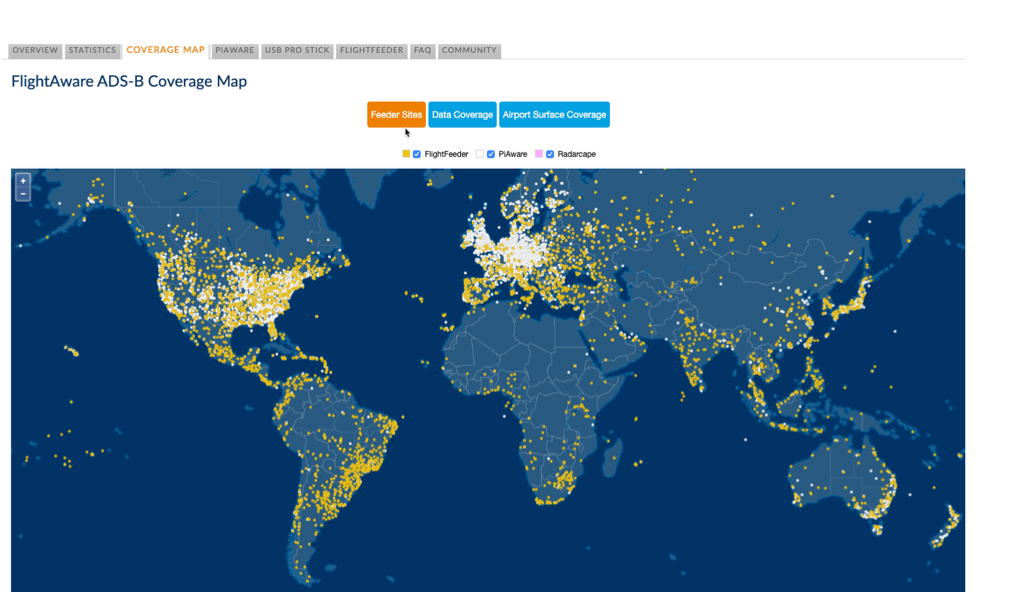 OVERVIEW STATISTICS COVERAGE MAP PIAWARE USB PRO STICK FLIGHTFEEDER FAQ COMMUNITY
FlightAware ADS-B Coverage Map
Feeder Sites Data Coverage Airport Surface Coverage
FlightFeeder PiAware Radarcape
+
−